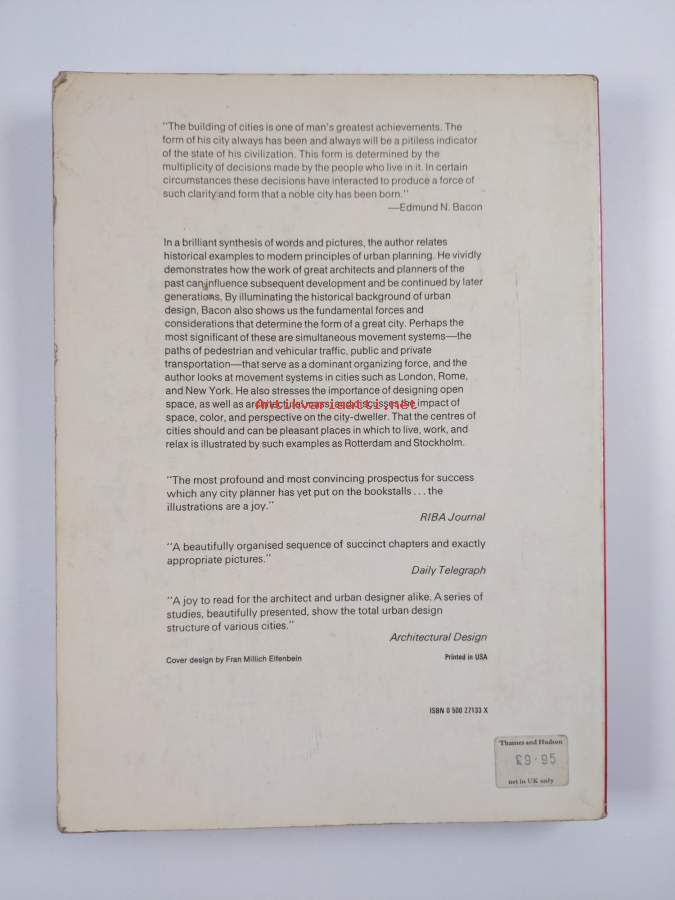 "The building of cities is one of man's greatest achievements. The
form of his city always has been and always will be a pitiless indicator
of the state of his civilization. This form is determined by the
multiplicity of decisions made by the people who live in it. In certain
circumstances these decisions have interacted to produce a force of
such clarity and form that a noble city has been born."
—Edmund N. Bacon
In a brilliant synthesis of words and pictures, the author relates
historical examples to modern principles of urban planning. He vividly
demonstrates how the work of great architects and planners of the
past can influence subsequent development and be continued by later
generations. By illuminating the historical background of urban
design, Bacon also shows us the fundamental forces and
considerations that determine the form of a great city. Perhaps the
most significant of these are simultaneous movement systems—the
paths of pedestrian and vehicular traffic, public and private
transportation—that serve as a dominant organizing force, and the
author looks at movement systems in cities such as London, Rome,
and New York. He also stresses the importance of designing open
space, as well as architectural mass and discusses the impact of
Antikvariaatti.net
space, color, and perspective on the city-dweller. That the centres of
cities should and can be pleasant places in which to live, work, and
relax is illustrated by such examples as Rotterdam and Stockholm.
"The most profound and most convincing prospectus for success
which any city planner has yet put on the bookstalls...the
illustrations are a joy."
RIBA Journal
"A beautifully organised sequence of succinct chapters and exactly
appropriate pictures."
Daily Telegraph
"A joy to read for the architect and urban designer alike. A series of
studies, beautifully presented, show the total urban design
structure of various cities."
Architectural Design
Cover design by Fran Millich Elfenbein Printed in USA
ISBN 0 500 27133 X
Thames and Hudson
£9·95
net in UK only